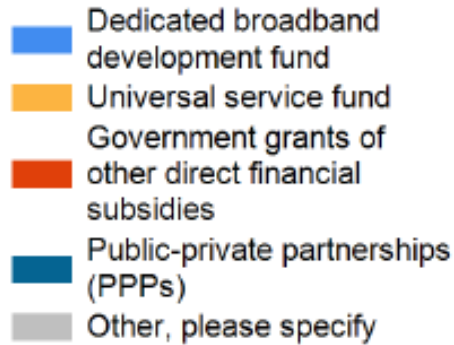 Dedicated broadband
development fund
Universal service fund
Government grants of
other direct financial
subsidies
Public-private partnerships
(PPPs)
Other, please specify